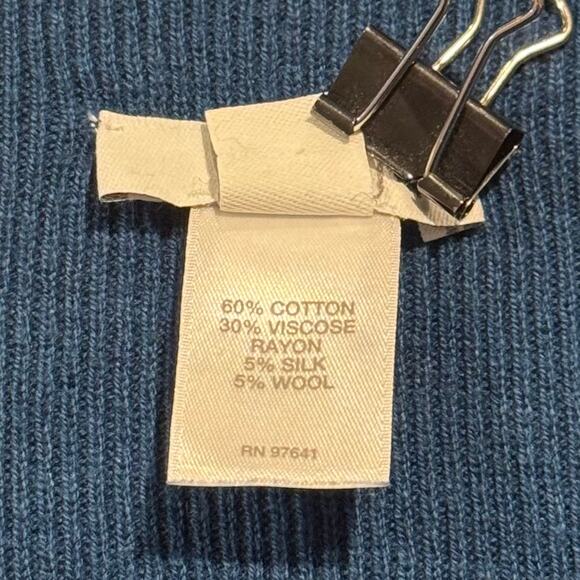 60% COTTON
30% VISCOSE
RAYON
5% SILK
5% WOOL
RN 97641